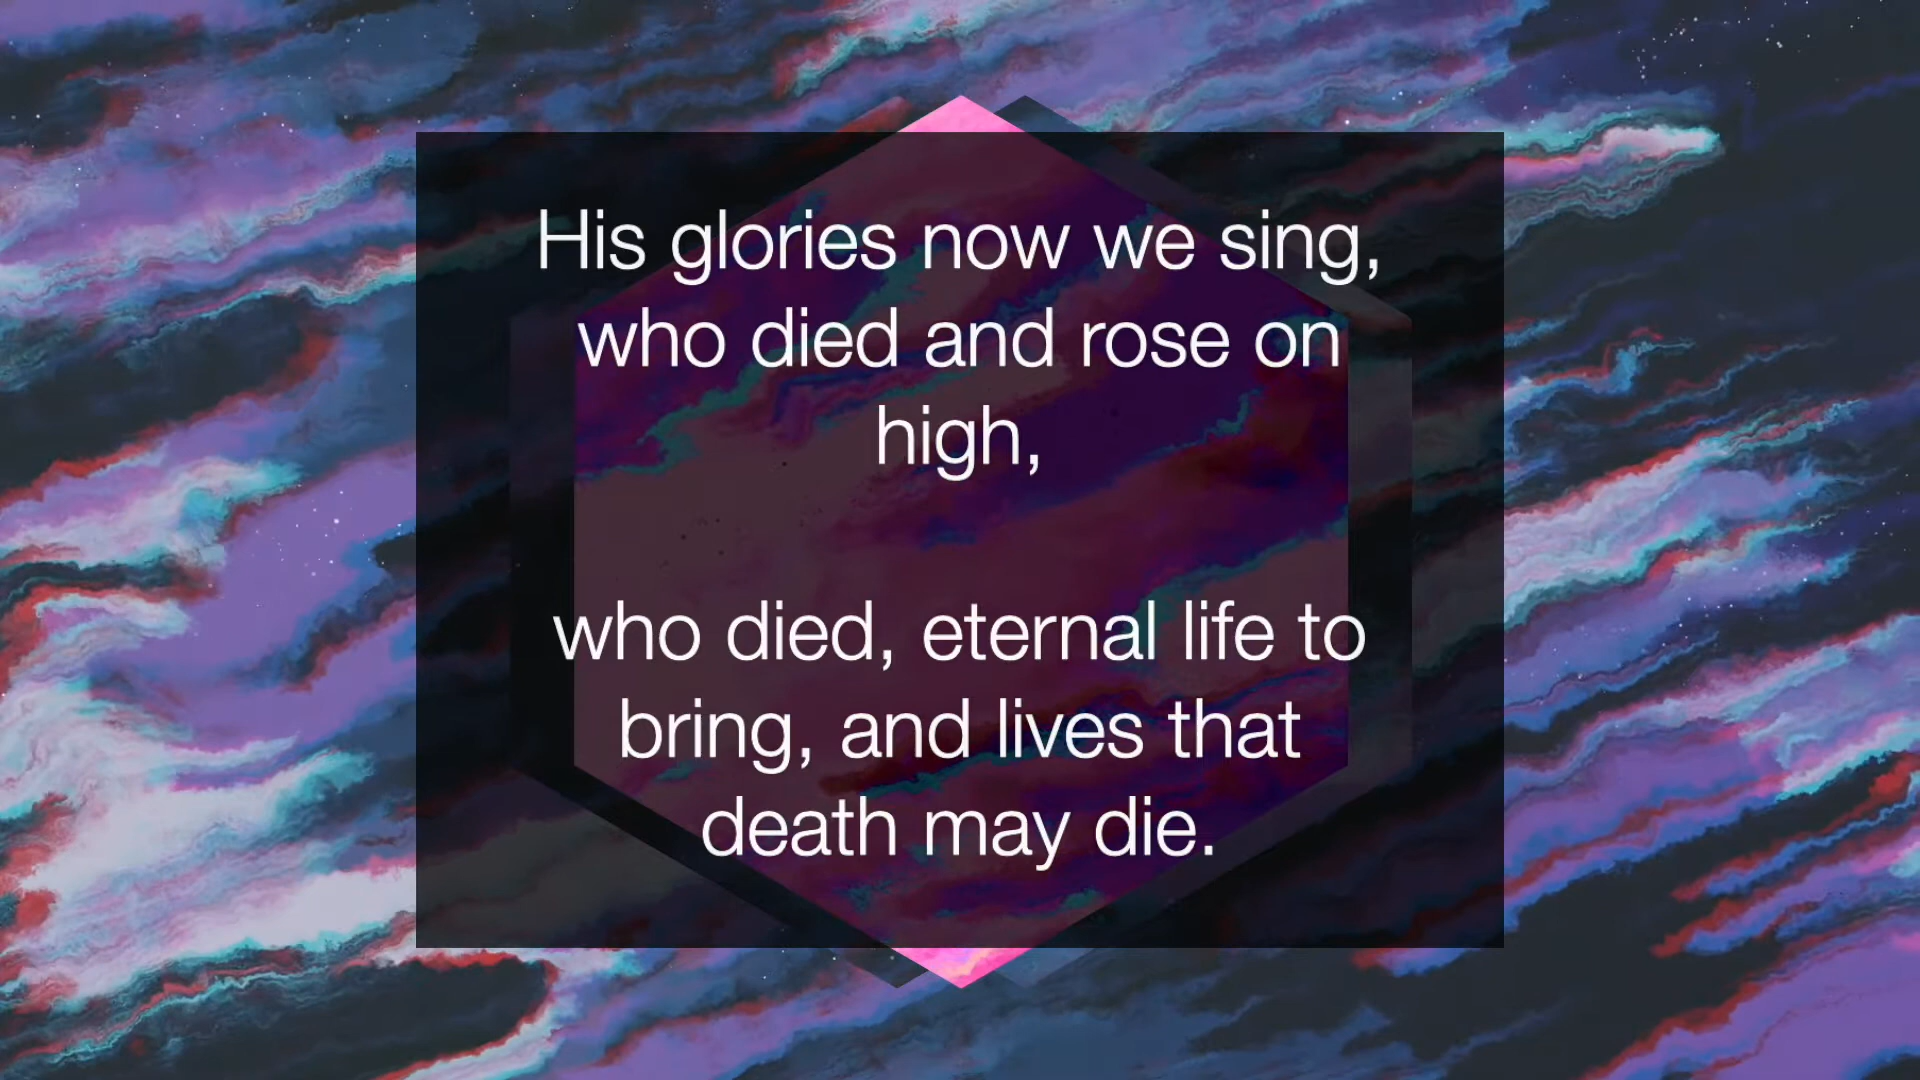 His glories now we sing,
who died and rose on
high,
who died, eternal life to
bring, and lives that
death may die.